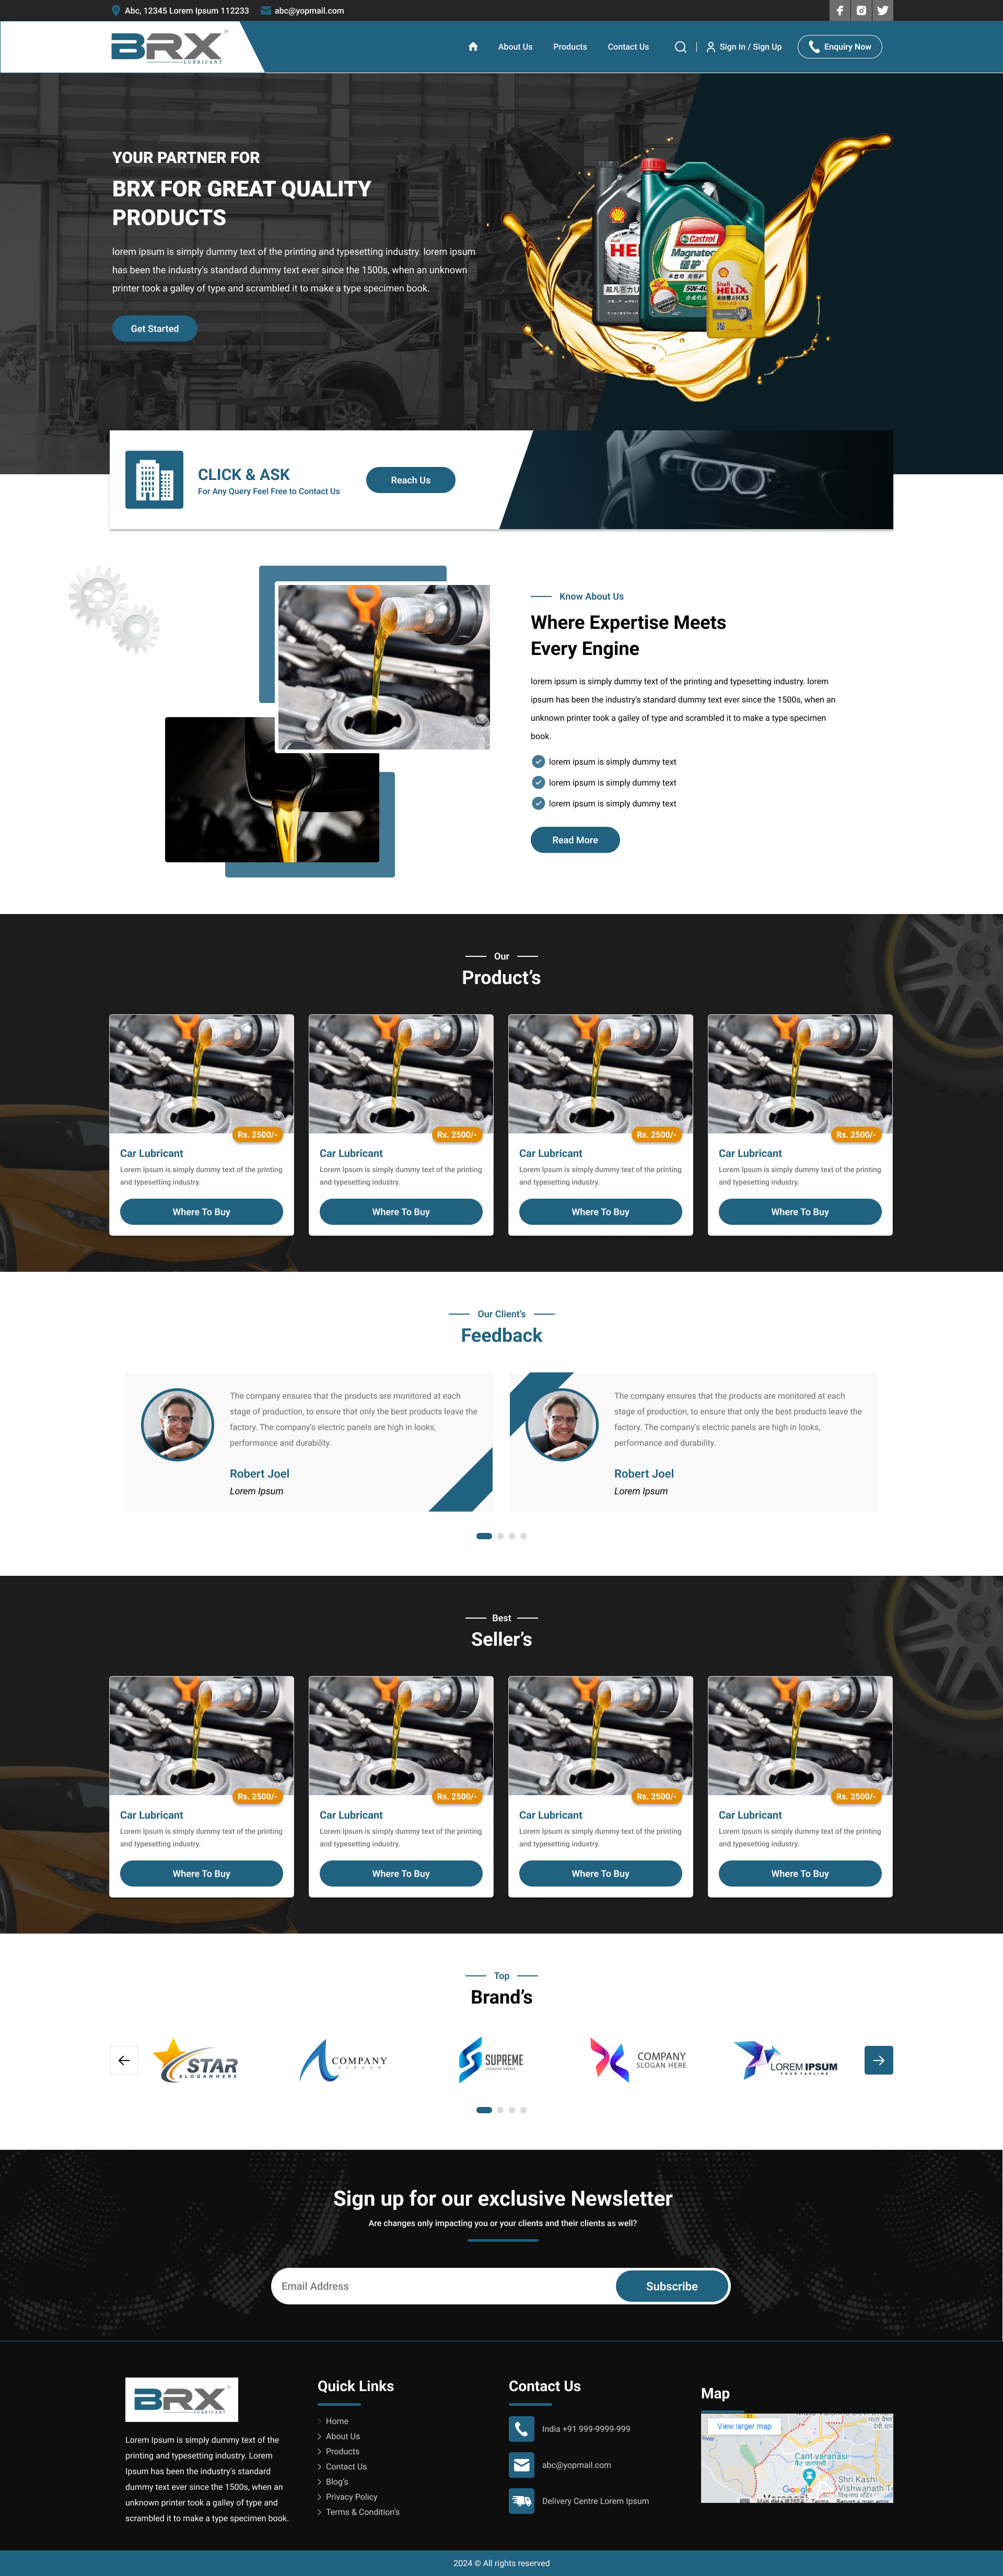 Abc, 12345 Lorem Ipsum 112233
abc@yopmail.com
BRX
LUBRICANT
About Us
Products
Contact Us
Sign In / Sign Up
Enquiry Now
YOUR PARTNER FOR
BRX FOR GREAT QUALITY
PRODUCTS
lorem ipsum is simply dummy text of the printing and typesetting industry. lorem ipsum
has been the industry's standard dummy text ever since the 1500s, when an unknown
printer took a galley of type and scrambled it to make a type specimen book.
Get Started
Castrol
Magnatec
5W-40
Shell
HELIX
HX5
CLICK & ASK
For Any Query Feel Free to Contact Us
Reach Us
Know About Us
Where Expertise Meets
Every Engine
lorem ipsum is simply dummy text of the printing and typesetting industry. lorem
ipsum has been the industry's standard dummy text ever since the 1500s, when an
unknown printer took a galley of type and scrambled it to make a type specimen
book.
lorem ipsum is simply dummy text
lorem ipsum is simply dummy text
lorem ipsum is simply dummy text
Read More
Our
Product’s
Rs. 2500/-
Car Lubricant
Lorem Ipsum is simply dummy text of the printing
and typesetting industry.
Where To Buy
Rs. 2500/-
Car Lubricant
Lorem Ipsum is simply dummy text of the printing
and typesetting industry.
Where To Buy
Rs. 2500/-
Car Lubricant
Lorem Ipsum is simply dummy text of the printing
and typesetting industry.
Where To Buy
Rs. 2500/-
Car Lubricant
Lorem Ipsum is simply dummy text of the printing
and typesetting industry.
Where To Buy
Our Client’s
Feedback
The company ensures that the products are monitored at each
stage of production, to ensure that only the best products leave the
factory. The company's electric panels are high in looks,
performance and durability.
Robert Joel
Lorem Ipsum
The company ensures that the products are monitored at each
stage of production, to ensure that only the best products leave the
factory. The company's electric panels are high in looks,
performance and durability.
Robert Joel
Lorem Ipsum
Best
Seller’s
Rs. 2500/-
Car Lubricant
Lorem Ipsum is simply dummy text of the printing
and typesetting industry.
Where To Buy
Rs. 2500/-
Car Lubricant
Lorem Ipsum is simply dummy text of the printing
and typesetting industry.
Where To Buy
Rs. 2500/-
Car Lubricant
Lorem Ipsum is simply dummy text of the printing
and typesetting industry.
Where To Buy
Rs. 2500/-
Car Lubricant
Lorem Ipsum is simply dummy text of the printing
and typesetting industry.
Where To Buy
Top
Brand’s
STAR
SLOGANHERE
COMPANY
SLOGAN
SUPREME
COMPANY
SLOGAN HERE
LOREM IPSUM
YOUR TAGLINE
Sign up for our exclusive Newsletter
Are changes only impacting you or your clients and their clients as well?
Email Address
Subscribe
BRX
LUBRICANT
Lorem Ipsum is simply dummy text of the
printing and typesetting industry. Lorem
Ipsum has been the industry's standard
dummy text ever since the 1500s, when an
unknown printer took a galley of type and
scrambled it to make a type specimen book.
Quick Links
Home
About Us
Products
Contact Us
Blog’s
Privacy Policy
Terms & Condition’s
Contact Us
India +91 999-9999-999
abc@yopmail.com
Delivery Centre Lorem Ipsum
Map
View larger map
Cant varanasi
Shri Kashi
Vishwanath
Google
2024 © All rights reserved